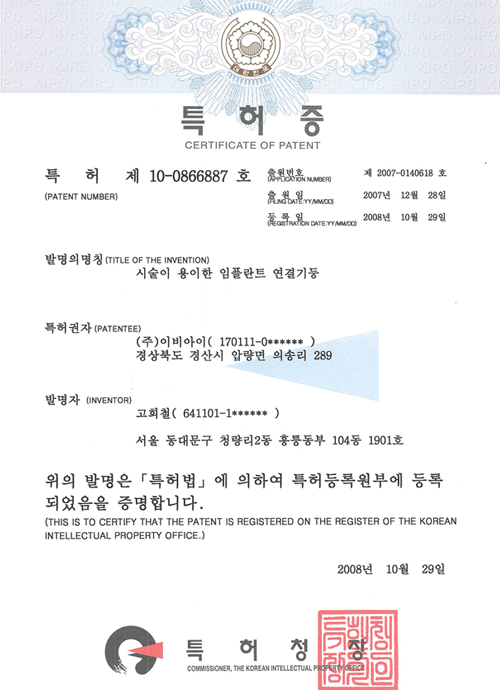 KIPO KIPO KIPO KIPO KIPO KIPO
대한민국
특 허 증
CERTIFICATE OF PATENT
특 허 제 10-0866887 호
(PATENT NUMBER)
출원번호 제 2007-0140618 호
(APPLICATION NUMBER)
출 원 일 2007년 12월 28일
(FILING DATE:YY/MM/DD)
등 록 일 2008년 10월 29일
(REGISTRATION DATE:YY/MM/DD)
발명의명칭(TITLE OF THE INVENTION)
시술이 용이한 임플란트 연결기둥
특허권자(PATENTEE)
(주)이비아이( 170111-0****** )
경상북도 경산시 압량면 의송리 289
발명자 (INVENTOR)
고희철( 641101-1****** )
서울 동대문구 청량리2동 홍릉동부 104동 1901호
위의 발명은 「특허법」에 의하여 특허등록원부에 등록
되었음을 증명합니다.
(THIS IS TO CERTIFY THAT THE PATENT IS REGISTERED ON THE REGISTER OF THE KOREAN
INTELLECTUAL PROPERTY OFFICE.)
2008년 10월 29일
특 허 청 장
COMMISSIONER, THE KOREAN INTELLECTUAL PROPERTY OFFICE